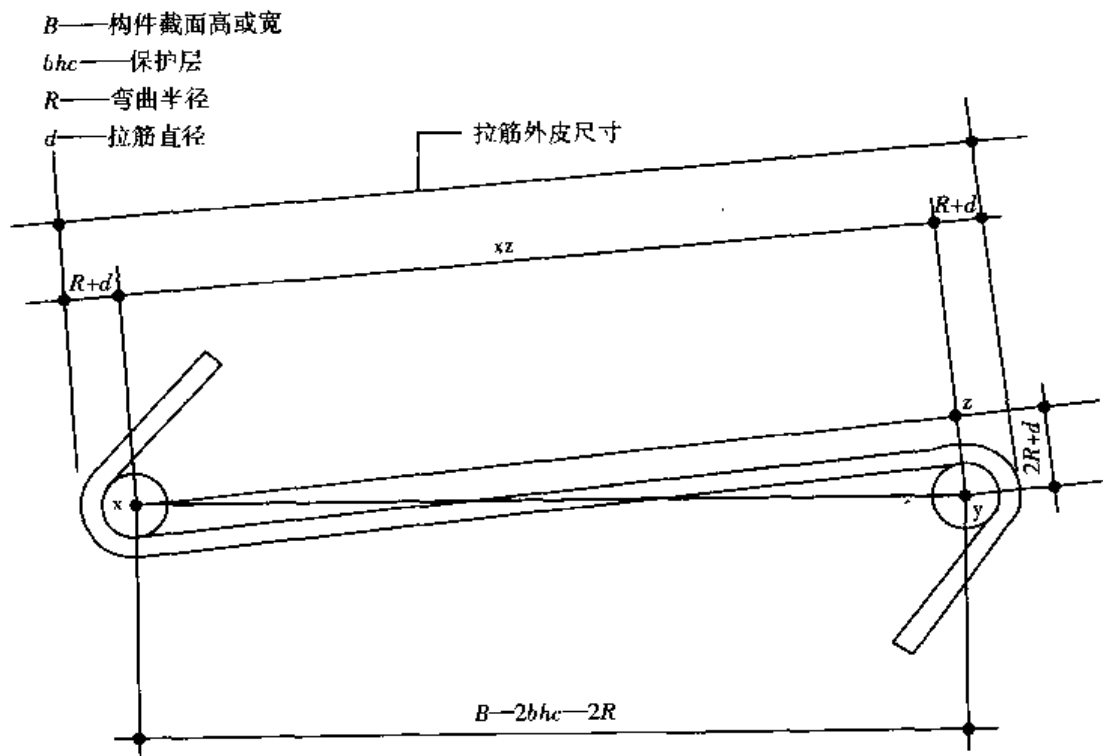 B——构件截面高或宽
bhc——保护层
R——弯曲半径
d——拉筋直径
拉筋外皮尺寸
R+d
xz
R+d
z
2R+d
x
y
B—2bhc—2R